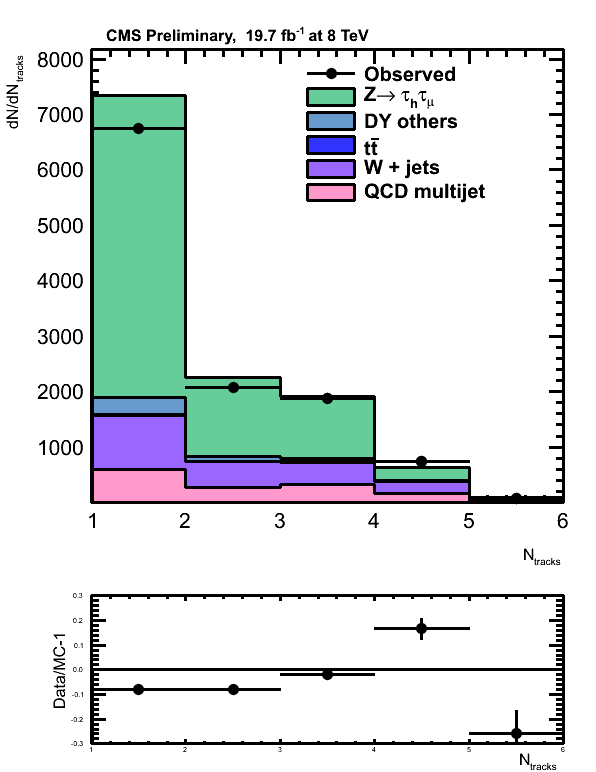 CMS Preliminary, 19.7 fb⁻¹ at 8 TeV
dN/dN_tracks
8000
7000
6000
5000
4000
3000
2000
1000
Observed
Z→ τ_hτ_μ
DY others
tt̄
W + jets
QCD multijet
1 2 3 4 5 6
N_tracks
Data/MC-1
0.3
0.2
0.1
0.0
-0.1
-0.2
-0.3
1 2 3 4 5 6
N_tracks